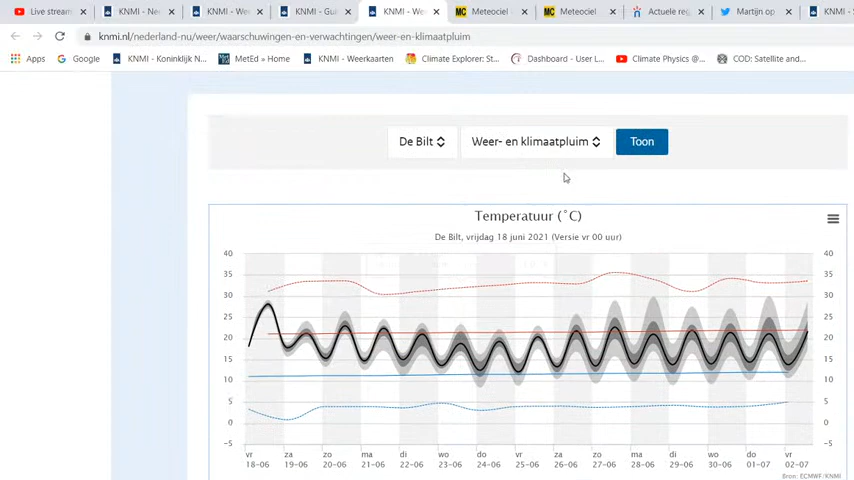 Live stream KNMI - Ne KNMI - We KNMI - Gui KNMI - We Meteociel Meteociel Actuele reg Martijn op KNMI - S
knmi.nl/nederland-nu/weer/waarschuwingen-en-verwachtingen/weer-en-klimaatpluim
Apps Google KNMI - Koninklijk N... MetEd » Home KNMI - Weerkaarten Climate Explorer: St... Dashboard - User L... Climate Physics @... COD: Satellite and...
De Bilt Weer- en klimaatpluim Toon
Temperatuur (˚C)
De Bilt, vrijdag 18 juni 2021 (Versie vr 00 uur)
40 40
35 35
30 30
25 25
20 20
15 15
10 10
0 0
-5 -5
vr za zo ma di wo do vr za zo ma di wo do vr
18-06 19-06 20-06 21-06 22-06 23-06 24-06 25-06 26-06 27-06 28-06 29-06 30-06 01-07 02-07
Bron: ECMWF/KNMI